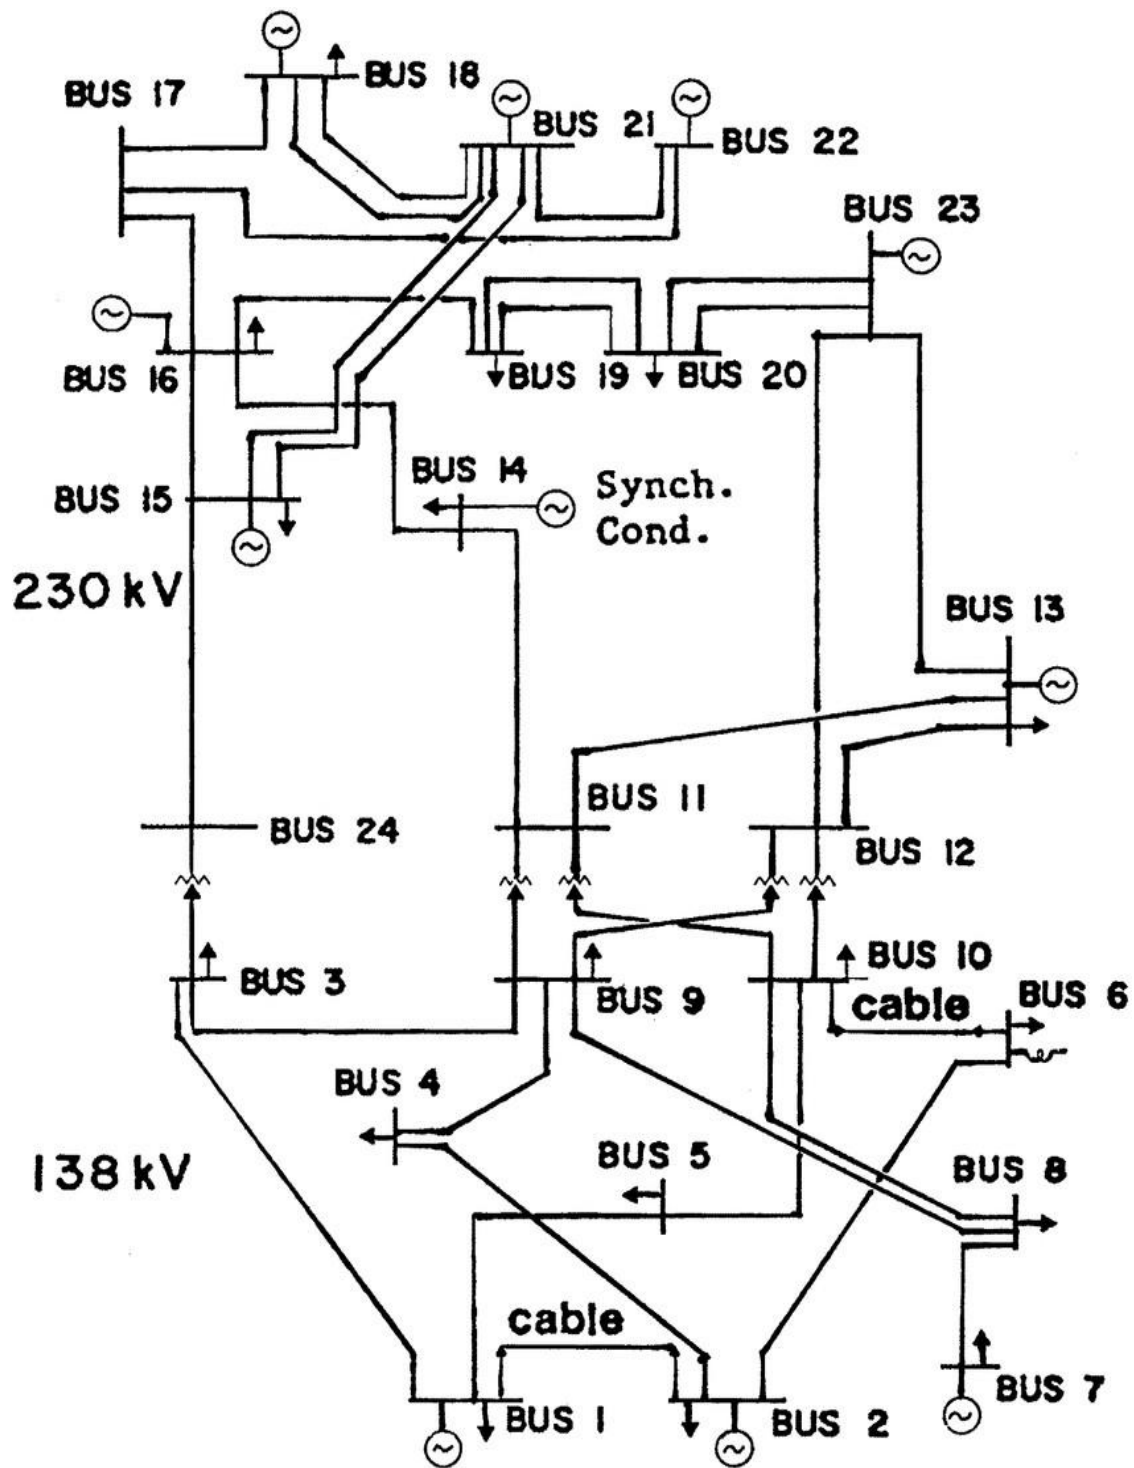 BUS 18
BUS 17
BUS 21
BUS 22
BUS 23
BUS 16
BUS 19
BUS 20
BUS 14
Synch.
Cond.
BUS 15
230 kV
BUS 13
BUS 11
BUS 24
BUS 12
BUS 3
BUS 9
BUS 10
cable
BUS 6
BUS 4
138 kV
BUS 5
BUS 8
cable
BUS 1
BUS 2
BUS 7